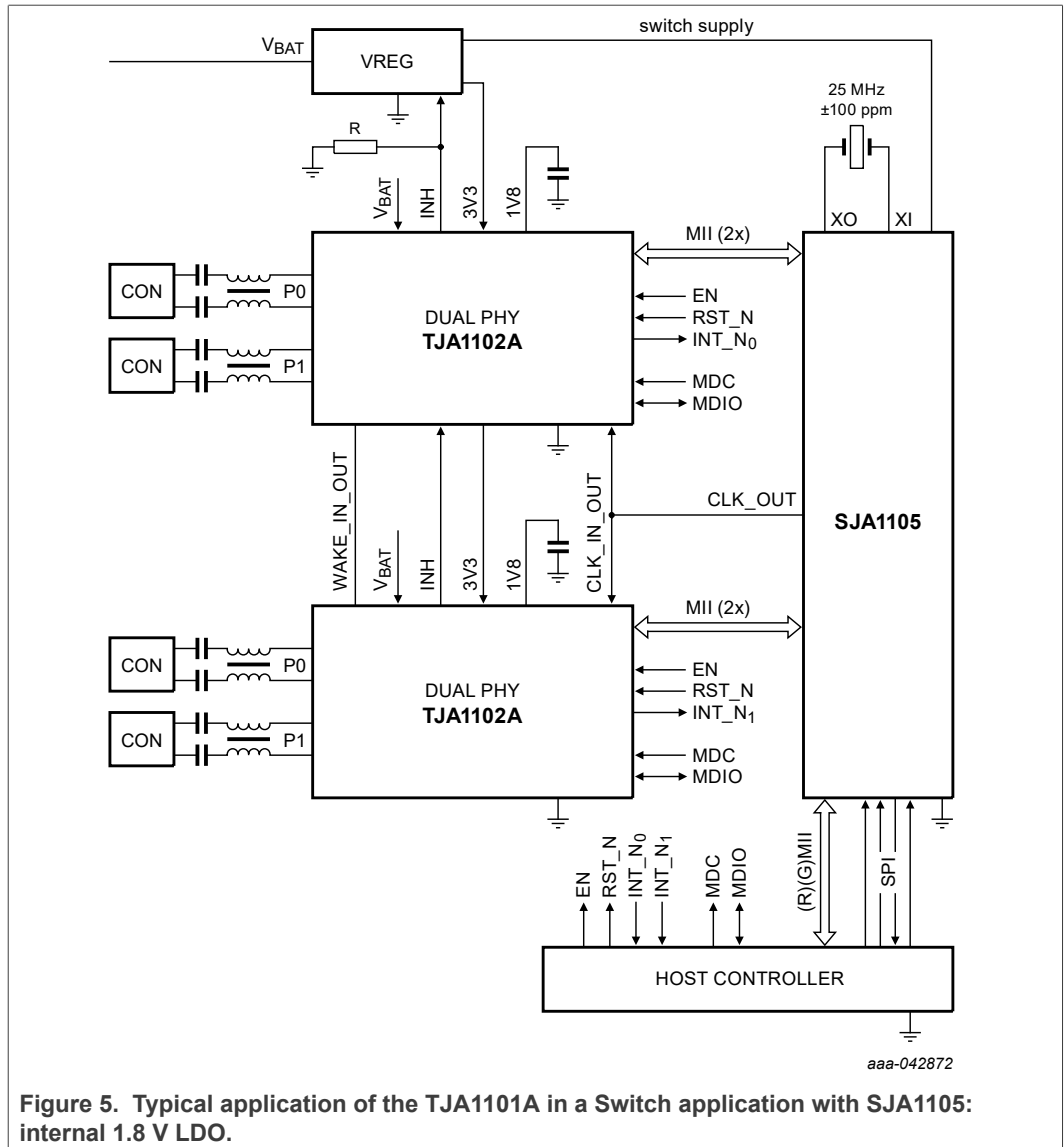 switch supply
VBAT
VREG
25 MHz
±100 ppm
R
VBAT
INH
3V3
1V8
XO
XI
MII (2x)
CON
P0
DUAL PHY
TJA1102A
EN
RST_N
INT_N0
CON
P1
MDC
MDIO
WAKE_IN_OUT
VBAT
INH
3V3
1V8
CLK_IN_OUT
CLK_OUT
SJA1105
MII (2x)
CON
P0
DUAL PHY
TJA1102A
EN
RST_N
INT_N1
CON
P1
MDC
MDIO
EN
RST_N
INT_N0
INT_N1
MDC
MDIO
(R)(G)MII
SPI
HOST CONTROLLER
aaa-042872
Figure 5. Typical application of the TJA1101A in a Switch application with SJA1105:
internal 1.8 V LDO.